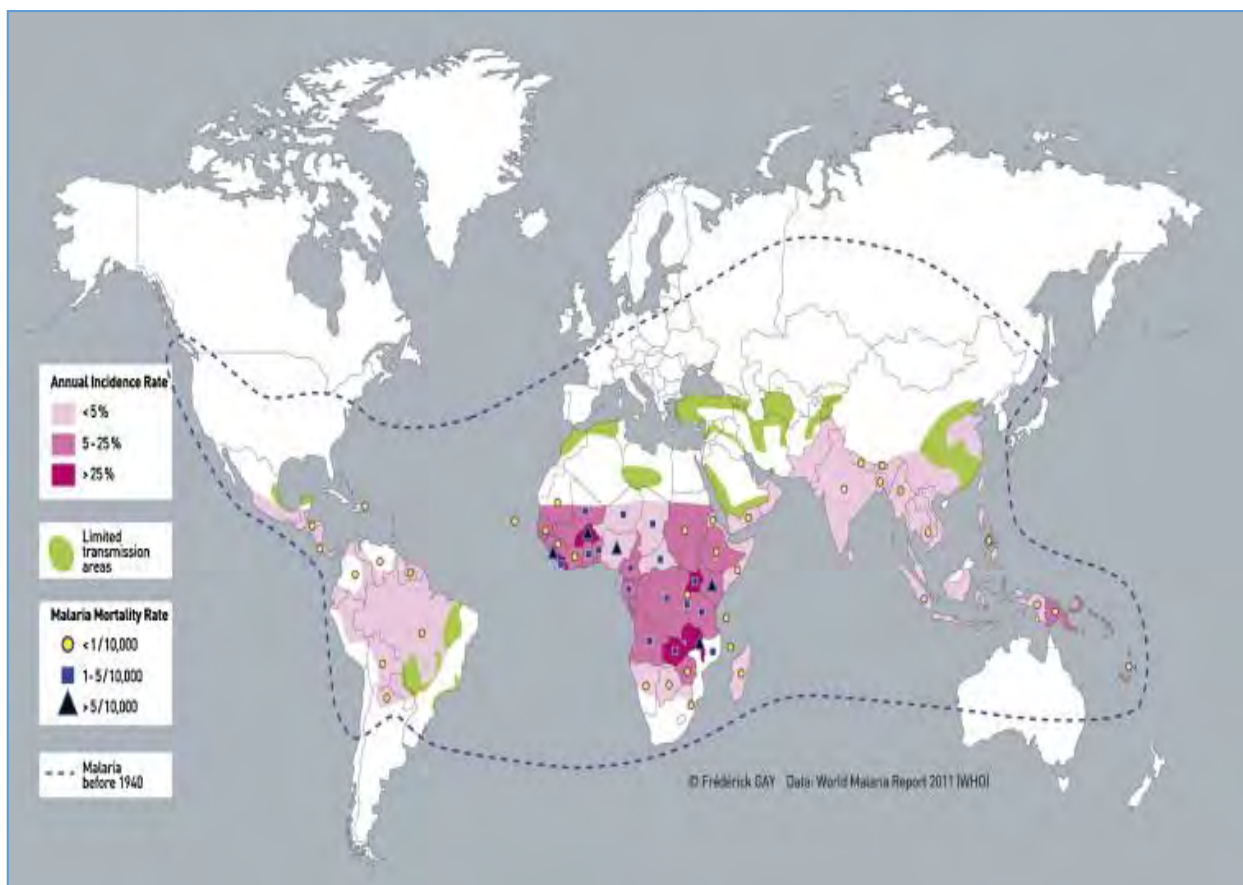 Annual Incidence Rate
<5%
5-25%
>25%
Limited
transmission
areas
Malaria Mortality Rate
<1/10,000
1-5/10,000
>5/10,000
Malaria
before 1940
© Frédérick GAY Data: World Malaria Report 2011 (WHO)